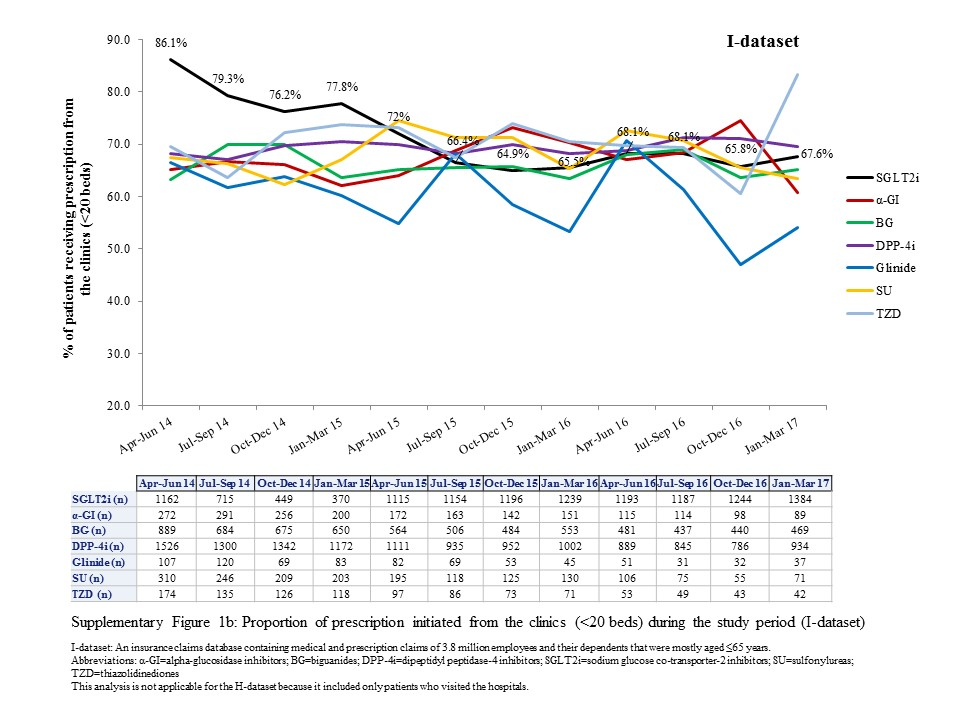 I-dataset
90.0
80.0
70.0
60.0
50.0
40.0
30.0
20.0
% of patients receiving prescription from
the clinics (<20 beds)
86.1%
79.3%
76.2%
77.8%
72%
66.4%
64.9%
65.5%
68.1%
68.1%
65.8%
67.6%
SGLT2i
α-GI
BG
DPP-4i
Glinide
SU
TZD
Apr-Jun 14
Jul-Sep 14
Oct-Dec 14
Jan-Mar 15
Apr-Jun 15
Jul-Sep 15
Oct-Dec 15
Jan-Mar 16
Apr-Jun 16
Jul-Sep 16
Oct-Dec 16
Jan-Mar 17
Apr-Jun 14 Jul-Sep 14 Oct-Dec 14 Jan-Mar 15 Apr-Jun 15 Jul-Sep 15 Oct-Dec 15 Jan-Mar 16 Apr-Jun 16 Jul-Sep 16 Oct-Dec 16 Jan-Mar 17
SGLT2i (n) 1162 715 449 370 1115 1154 1196 1239 1193 1187 1244 1384
α-GI (n) 272 291 256 200 172 163 142 151 115 114 98 89
BG (n) 889 684 675 650 564 506 484 553 481 437 440 469
DPP-4i (n) 1526 1300 1342 1172 1111 935 952 1002 889 845 786 934
Glinide (n) 107 120 69 83 82 69 53 45 51 31 32 37
SU (n) 310 246 209 203 195 118 125 130 106 75 55 71
TZD (n) 174 135 126 118 97 86 73 71 53 49 43 42
Supplementary Figure 1b: Proportion of prescription initiated from the clinics (<20 beds) during the study period (I-dataset)
I-dataset: An insurance claims database containing medical and prescription claims of 3.8 million employees and their dependents that were mostly aged ≤65 years.
Abbreviations: α-GI=alpha-glucosidase inhibitors; BG=biguanides; DPP-4i=dipeptidyl peptidase-4 inhibitors; SGLT2i=sodium glucose co-transporter-2 inhibitors; SU=sulfonylureas;
TZD=thiazolidinediones
This analysis is not applicable for the H-dataset because it included only patients who visited the hospitals.